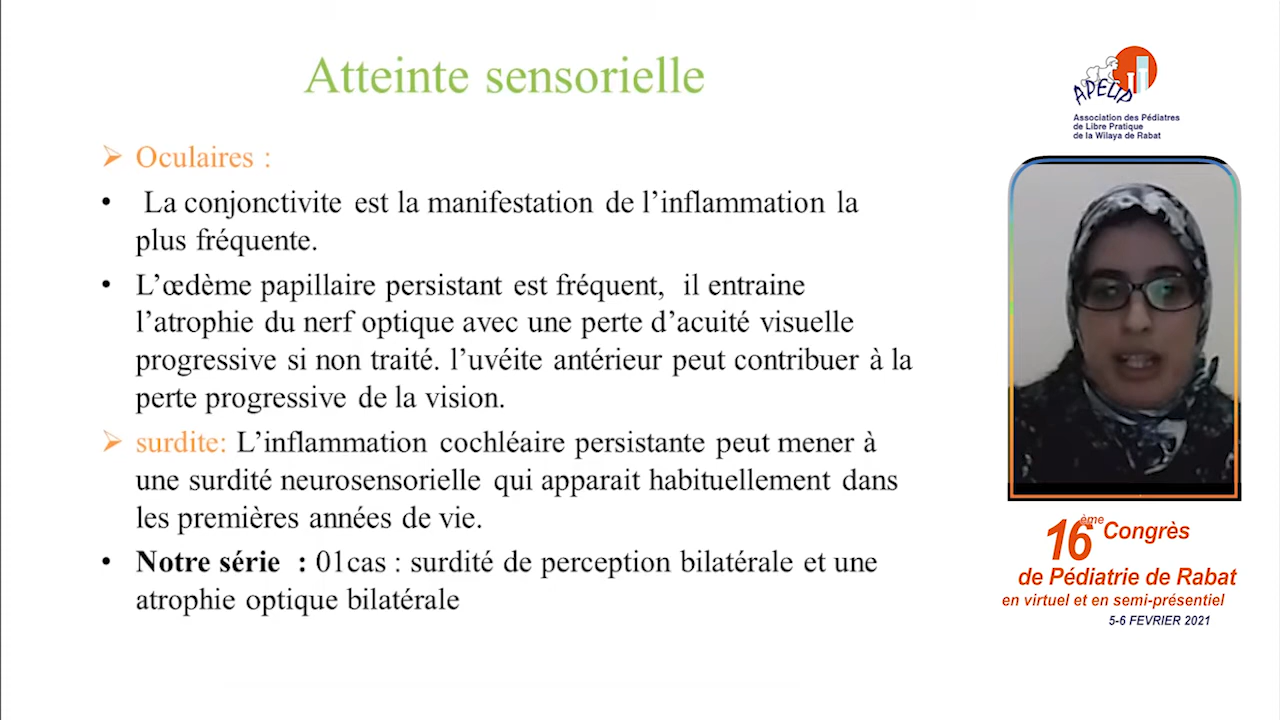 Atteinte sensorielle
Oculaires :
La conjonctivite est la manifestation de l'inflammation la
plus fréquente.
L'œdème papillaire persistant est fréquent, il entraine
l'atrophie du nerf optique avec une perte d'acuité visuelle
progressive si non traité. l'uvéite antérieur peut contribuer à la
perte progressive de la vision.
surdite: L'inflammation cochléaire persistante peut mener à
une surdité neurosensorielle qui apparait habituellement dans
les premières années de vie.
Notre série : 01cas : surdité de perception bilatérale et une
atrophie optique bilatérale
APELIP
Association des Pédiatres
de Libre Pratique
de la Wilaya de Rabat
16ème Congrès
de Pédiatrie de Rabat
en virtuel et en semi-présentiel
5-6 FEVRIER 2021